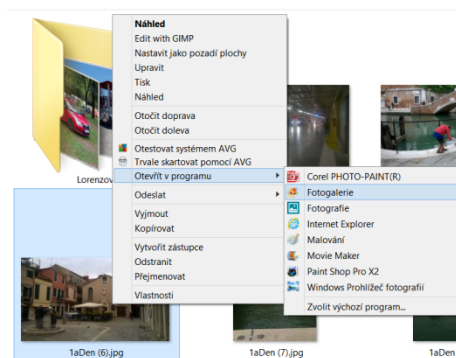 Náhled
Edit with GIMP
Nastavit jako pozadí plochy
Upravit
Tisk
Náhled
Otočit doprava
Otočit doleva
Otestovat systémem AVG
Trvale skartovat pomocí AVG
Otevřít v programu
Odeslat
Vyjmout
Kopírovat
Vytvořit zástupce
Odstranit
Přejmenovat
Vlastnosti
Corel PHOTO-PAINT(R)
Fotogalerie
Fotografie
Internet Explorer
Malování
Movie Maker
Paint Shop Pro X2
Windows Prohlížeč fotografií
Zvolit výchozí program...
Lorenzov
1aDen (6).jpg
1aDen (7).jpg
1aDen